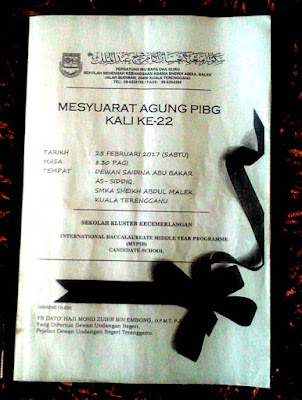 PERSATUAN IBU BAPA DAN GURU
SEKOLAH MENENGAH KEBANGSAAN AGAMA SHEIKH ABDUL MALEK
JALAN BUDIMAN, 20400 KUALA TERENGGANU
MESYUARAT AGUNG PIBG
KALI KE-22
TARIKH : 25 FEBRUARI 2017 (SABTU)
MASA : 8.30 PAGI
TEMPAT : DEWAN SAIDINA ABU BAKAR
AS- SIDDIQ,
SMKA SHEIKH ABDUL MALEK,
KUALA TERENGGANU
SEKOLAH KLUSTER KECEMERLANGAN
INTERNATIONAL BACCALAUREATE MIDDLE YEAR PROGRAMME
(MYPIB)
CANDIDATE SCHOOL
YB DATO' HAJI MOHD ZUBIR BIN EMBONG, D.P.M.T,
Yang DiPertua Dewan Undangan Negeri,
Pejabat Dewan Undangan Negeri Terengganu.